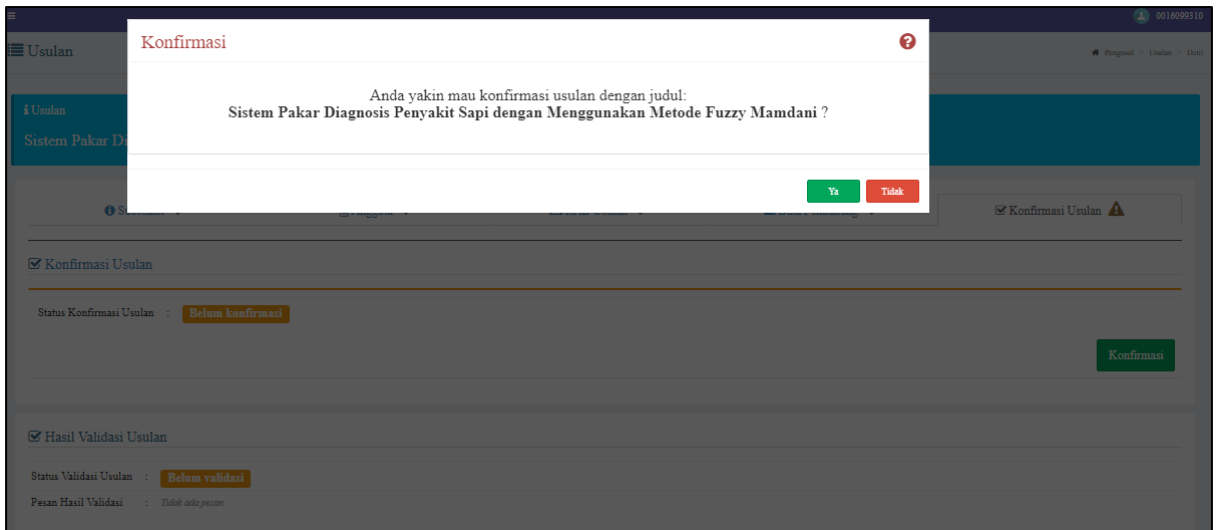 0016099310
Usulan
Pengusul > Usulan > Detil
Konfirmasi
Anda yakin mau konfirmasi usulan dengan judul:
Sistem Pakar Diagnosis Penyakit Sapi dengan Menggunakan Metode Fuzzy Mamdani ?
Ya Tidak
Usulan
Sistem Pakar Di
Konfirmasi Usulan
Konfirmasi Usulan
Status Konfirmasi Usulan : Belum konfirmasi
Konfirmasi
Hasil Validasi Usulan
Status Validasi Usulan : Belum validasi
Pesan Hasil Validasi : Tidak ada pesan